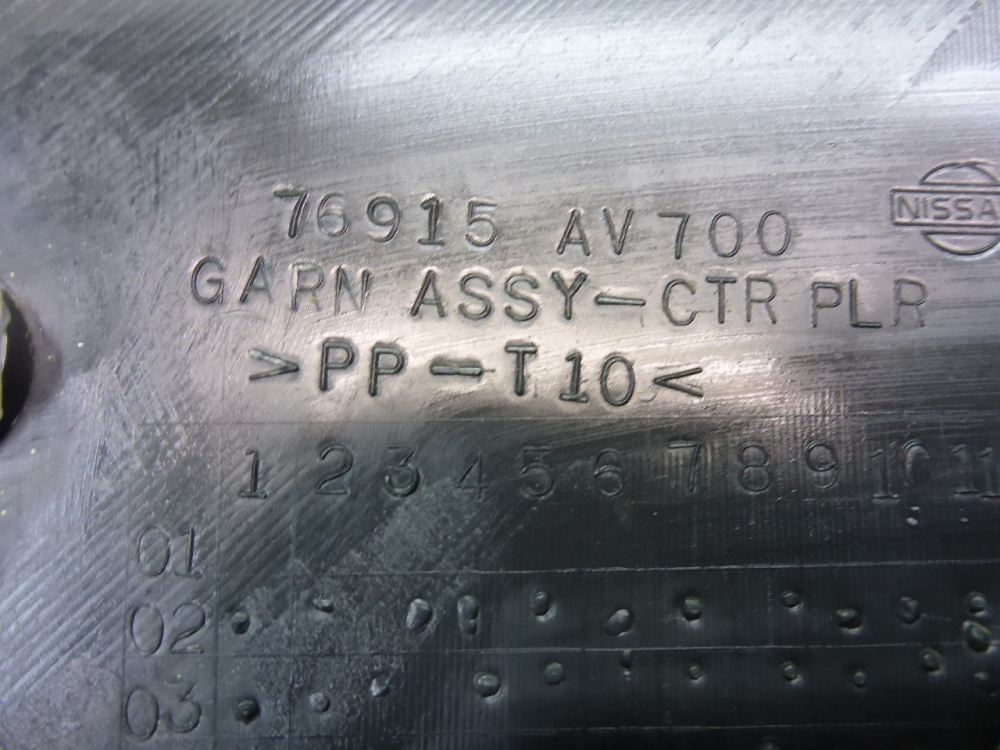 76915 AV700
NISSA
GARN ASSY-CTR PLR
>PP-T10<
1 2 3 4 5 6 7 8 9 10 11
01
02
03